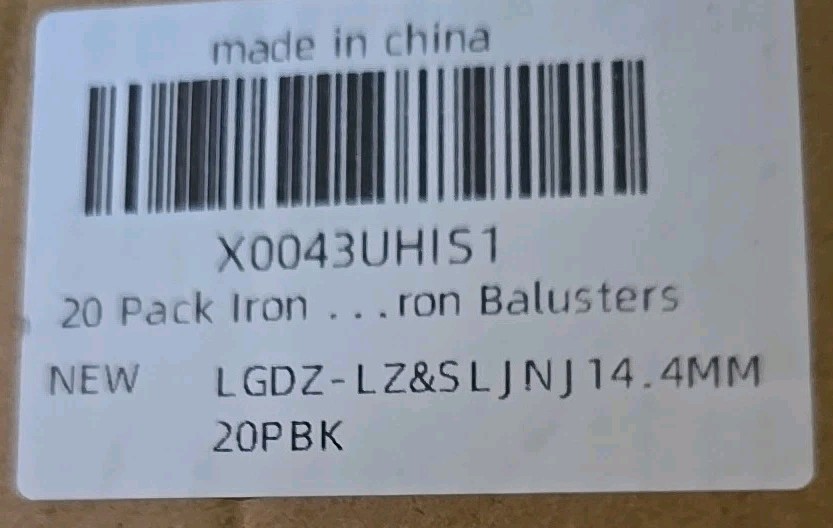 made in china
X0043UHIS1
20 Pack Iron ...ron Balusters
NEW LGDZ-LZ&SLJNJ14.4MM
20PBK